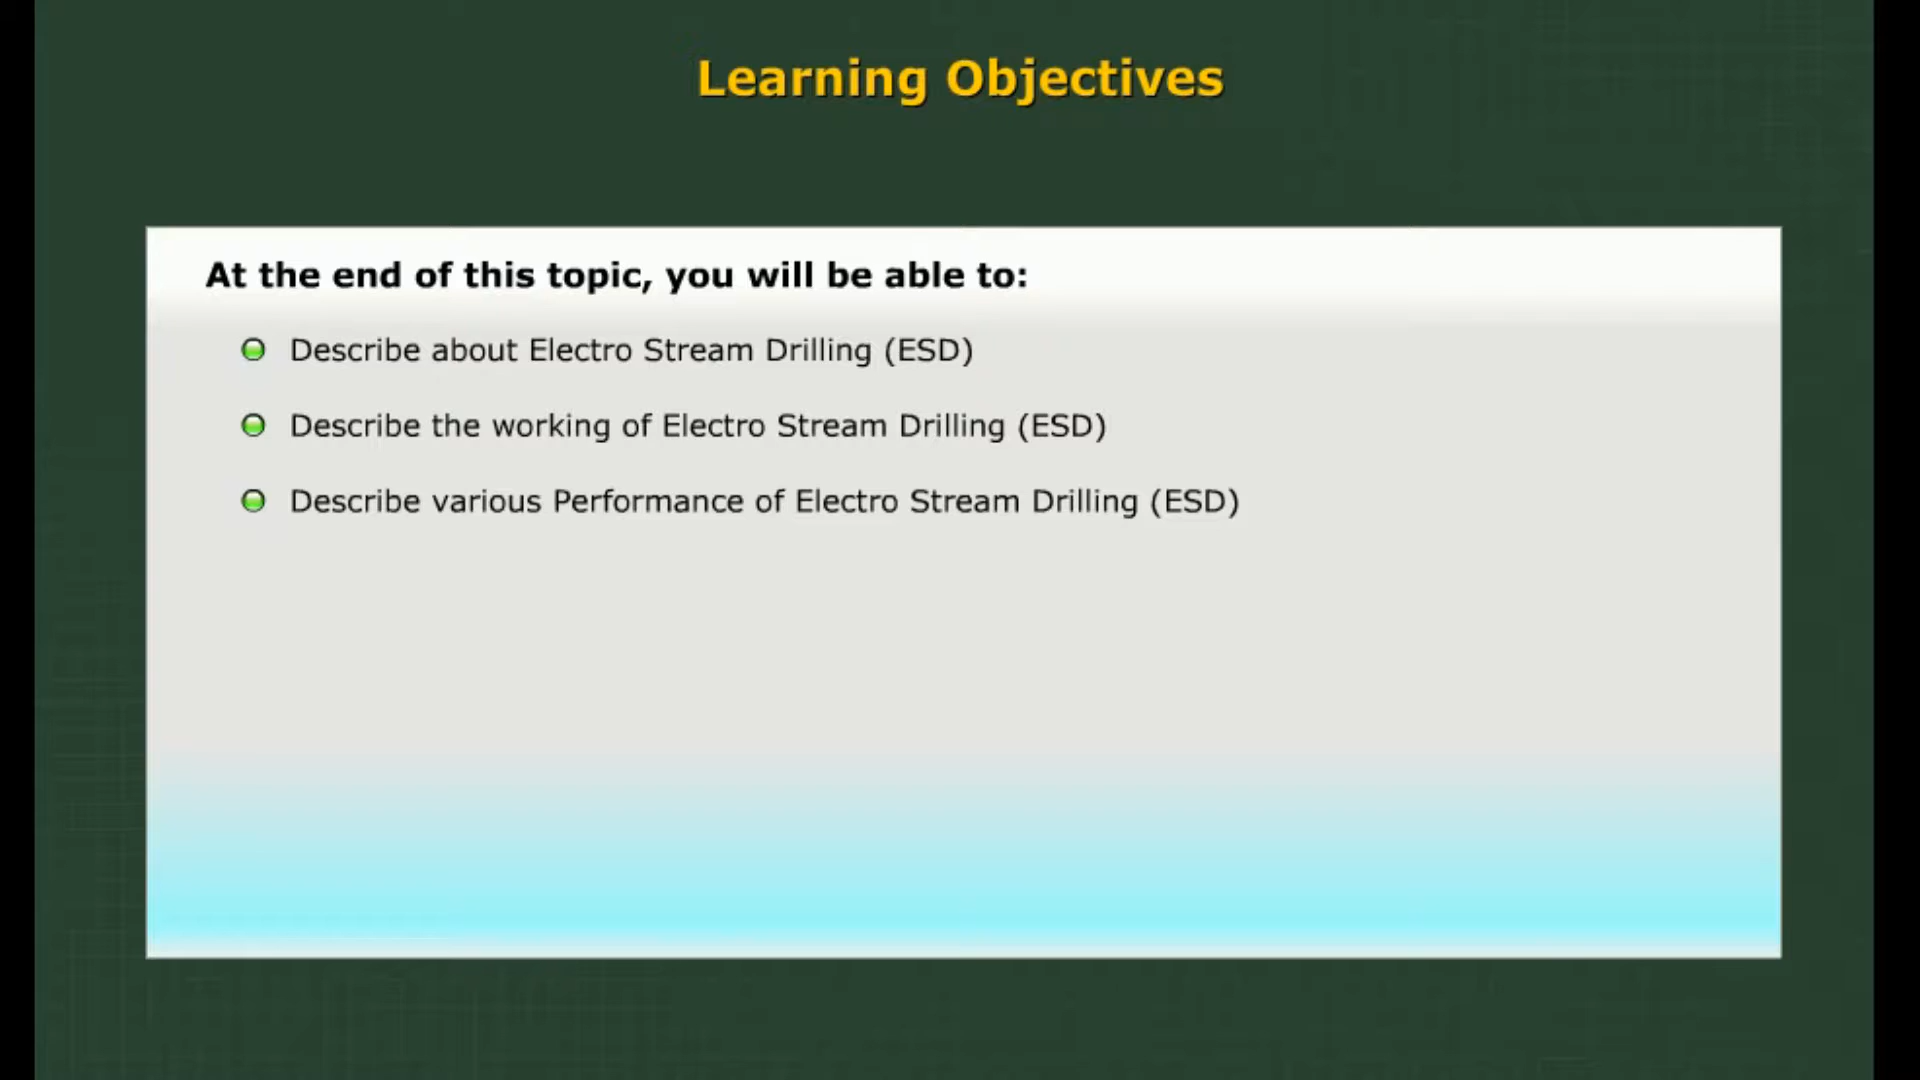 Learning Objectives
At the end of this topic, you will be able to:
Describe about Electro Stream Drilling (ESD)
Describe the working of Electro Stream Drilling (ESD)
Describe various Performance of Electro Stream Drilling (ESD)